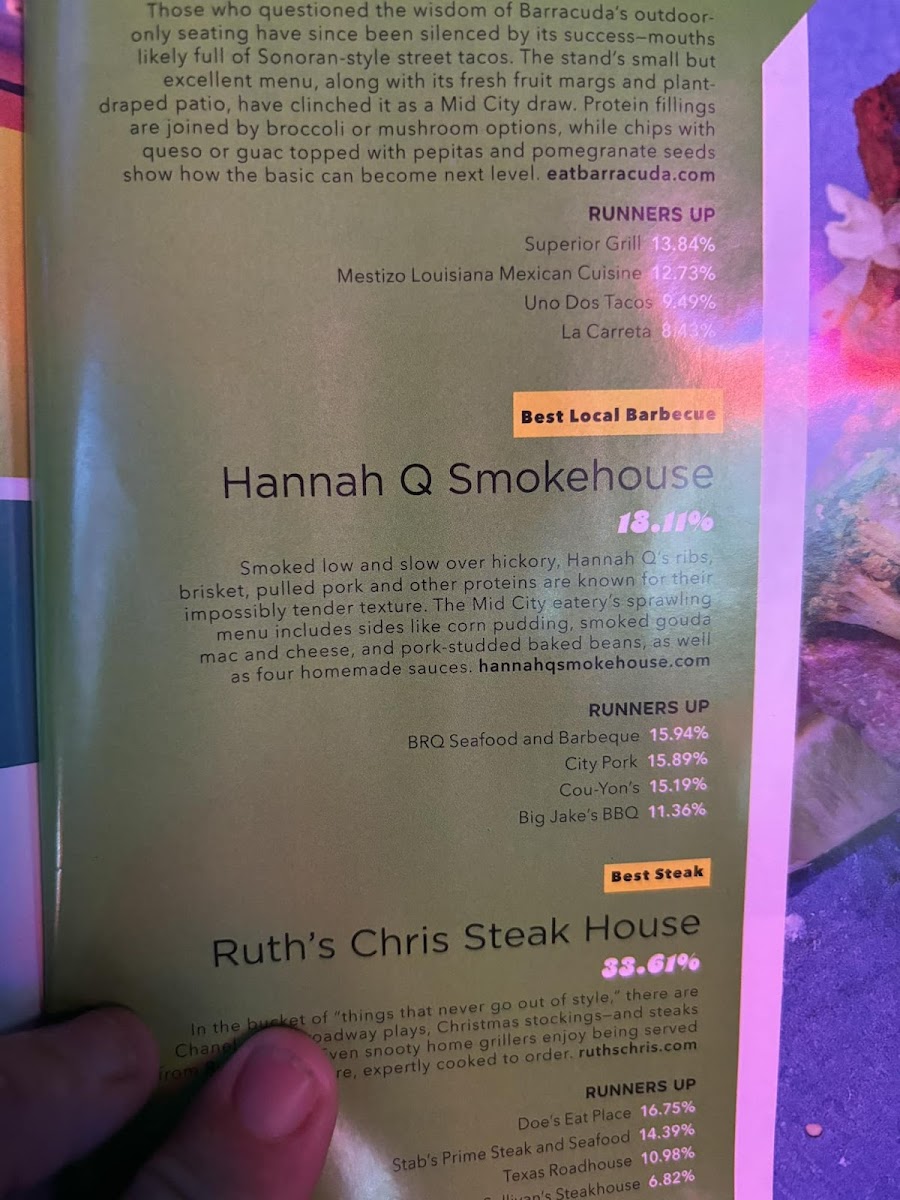 Those who questioned the wisdom of Barracuda's outdoor-
only seating have since been silenced by its success—mouths
likely full of Sonoran-style street tacos. The stand's small but
excellent menu, along with its fresh fruit margs and plant-
draped patio, have clinched it as a Mid City draw. Protein fillings
are joined by broccoli or mushroom options, while chips with
queso or guac topped with pepitas and pomegranate seeds
show how the basic can become next level. eatbarracuda.com
RUNNERS UP
Superior Grill 13.84%
Mestizo Louisiana Mexican Cuisine 12.73%
Uno Dos Tacos 9.49%
La Carreta 8.43%
Best Local Barbecue
Hannah Q Smokehouse
18.11%
Smoked low and slow over hickory, Hannah Q's ribs,
brisket, pulled pork and other proteins are known for their
impossibly tender texture. The Mid City eatery's sprawling
menu includes sides like corn pudding, smoked gouda
mac and cheese, and pork-studded baked beans, as well
as four homemade sauces. hannahqsmokehouse.com
RUNNERS UP
BRQ Seafood and Barbeque 15.94%
City Pork 15.89%
Cou-Yon's 15.19%
Big Jake's BBQ 11.36%
Best Steak
Ruth's Chris Steak House
33.61%
In the bucket of "things that never go out of style," there are
Chanel plays, Christmas stockings—and steaks
from snooty home grillers enjoy being served
expertly cooked to order. ruthschris.com
RUNNERS UP
Doe's Eat Place 16.75%
Stab's Prime Steak and Seafood 14.39%
Texas Roadhouse 10.98%
Steakhouse 6.82%